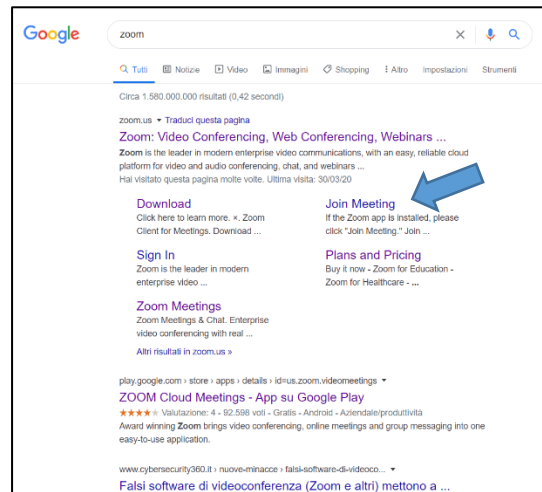 Google
zoom
Tutti Notizie Video Immagini Shopping Altro Impostazioni Strumenti
Circa 1.580.000.000 risultati (0,42 secondi)
zoom.us Traduci questa pagina
Zoom: Video Conferencing, Web Conferencing, Webinars ...
Zoom is the leader in modern enterprise video communications, with an easy, reliable cloud
platform for video and audio conferencing, chat, and webinars ...
Hai visitato questa pagina molte volte. Ultima visita: 30/03/20
Download
Click here to learn more. ×. Zoom
Client for Meetings. Download ...
Join Meeting
If the Zoom app is installed, please
click "Join Meeting." Join ...
Sign In
Zoom is the leader in modern
enterprise video ...
Plans and Pricing
Buy it now - Zoom for Education -
Zoom for Healthcare - ...
Zoom Meetings
Zoom Meetings & Chat. Enterprise
video conferencing with real ...
Altri risultati in zoom.us »
play.google.com › store › apps › details › id=us.zoom.videomeetings
ZOOM Cloud Meetings - App su Google Play
Valutazione: 4 - 92.598 voti - Gratis - Android - Aziendale/produttività
Award winning Zoom brings video conferencing, online meetings and group messaging into one
easy-to-use application.
www.cybersecurity360.it › nuove-minacce › falsi-software-di-videoco...
Falsi software di videoconferenza (Zoom e altri) mettono a ...